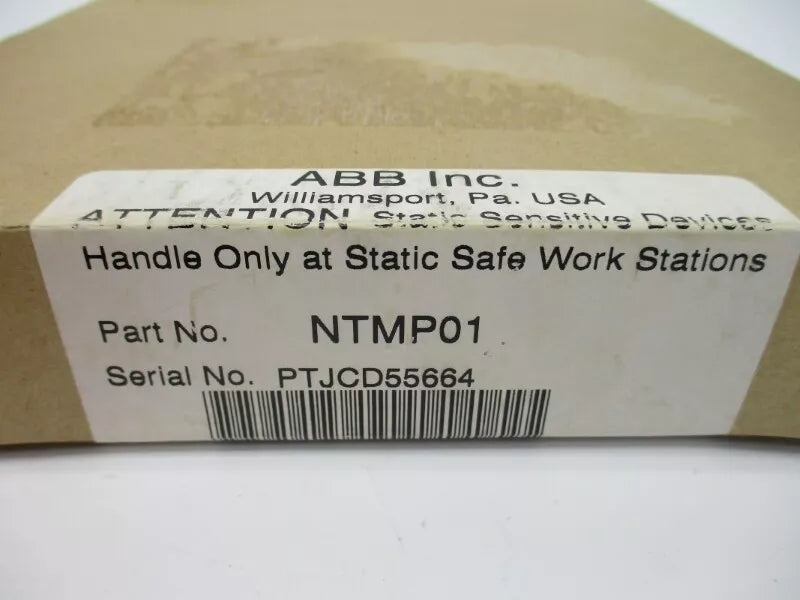 ABB Inc.
Williamsport, Pa. USA
ATTENTION Static Sensitive Devices
Handle Only at Static Safe Work Stations
Part No. NTMP01
Serial No. PTJCD55664